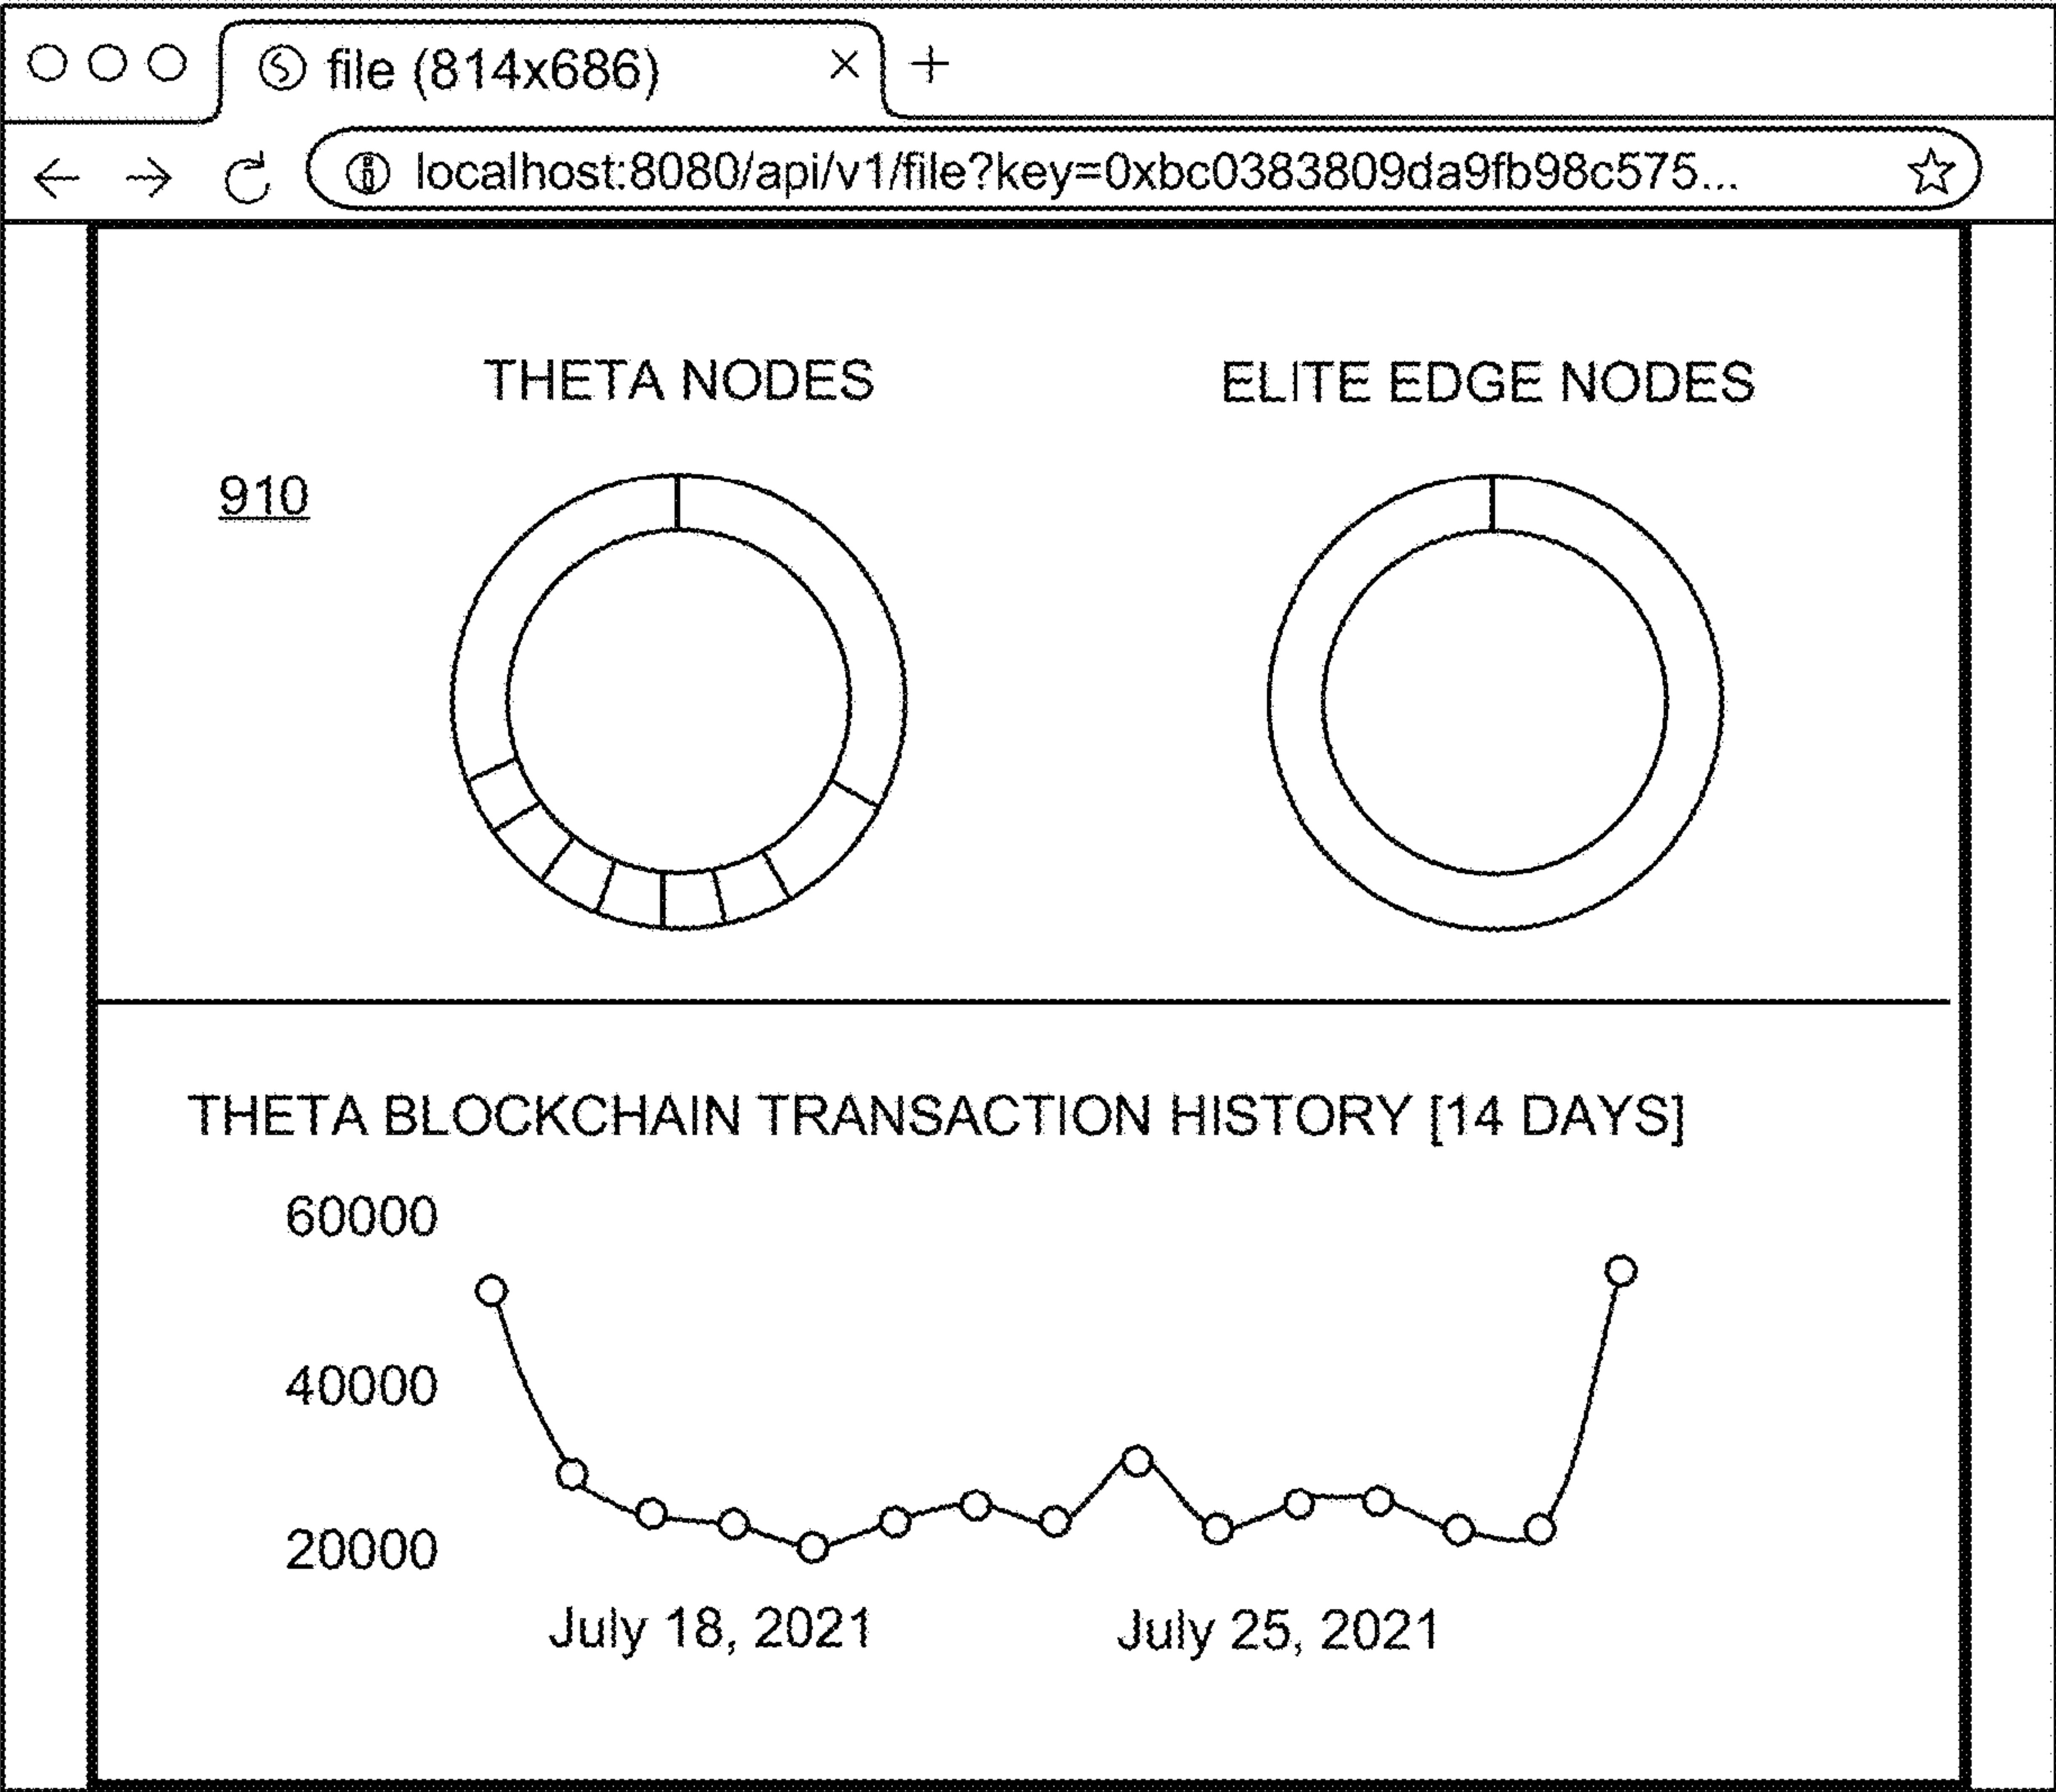 file (814x686)
localhost:8080/api/v1/file?key=0xbc0383809da9fb98c575...
THETA NODES
ELITE EDGE NODES
910
THETA BLOCKCHAIN TRANSACTION HISTORY [14 DAYS]
60000
40000
20000
July 18, 2021
July 25, 2021